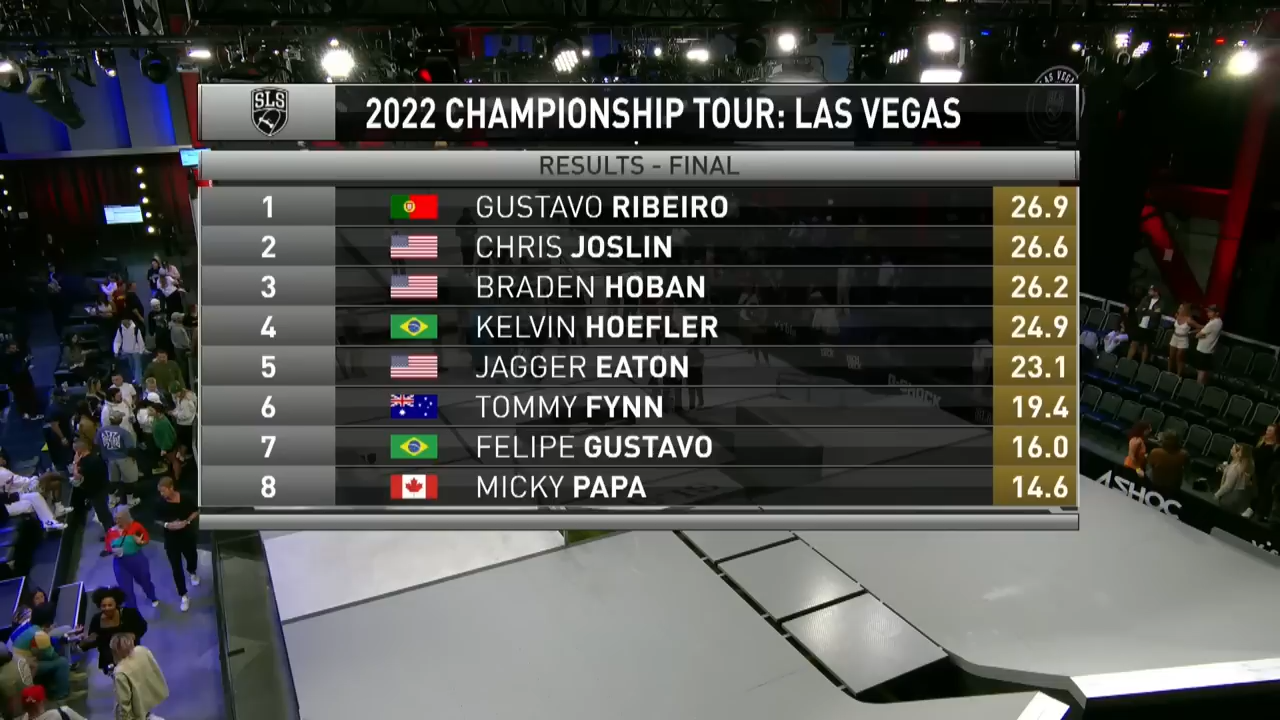 SLS
2022 CHAMPIONSHIP TOUR: LAS VEGAS
RESULTS - FINAL
1 GUSTAVO RIBEIRO 26.9
2 CHRIS JOSLIN 26.6
3 BRADEN HOBAN 26.2
4 KELVIN HOEFLER 24.9
5 JAGGER EATON 23.1
6 TOMMY FYNN 19.4
7 FELIPE GUSTAVO 16.0
8 MICKY PAPA 14.6